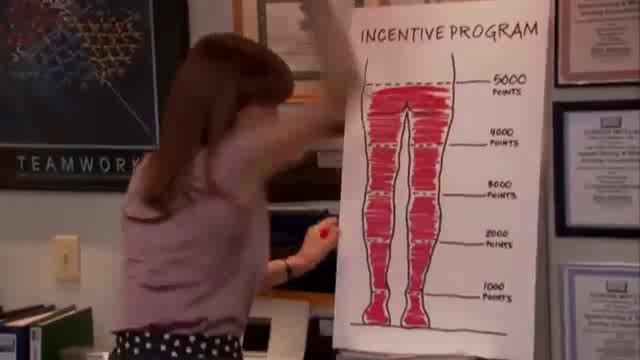 TEAMWORK
INCENTIVE PROGRAM
5000
POINTS
4000
POINTS
3000
POINTS
2000
POINTS
1000
POINTS